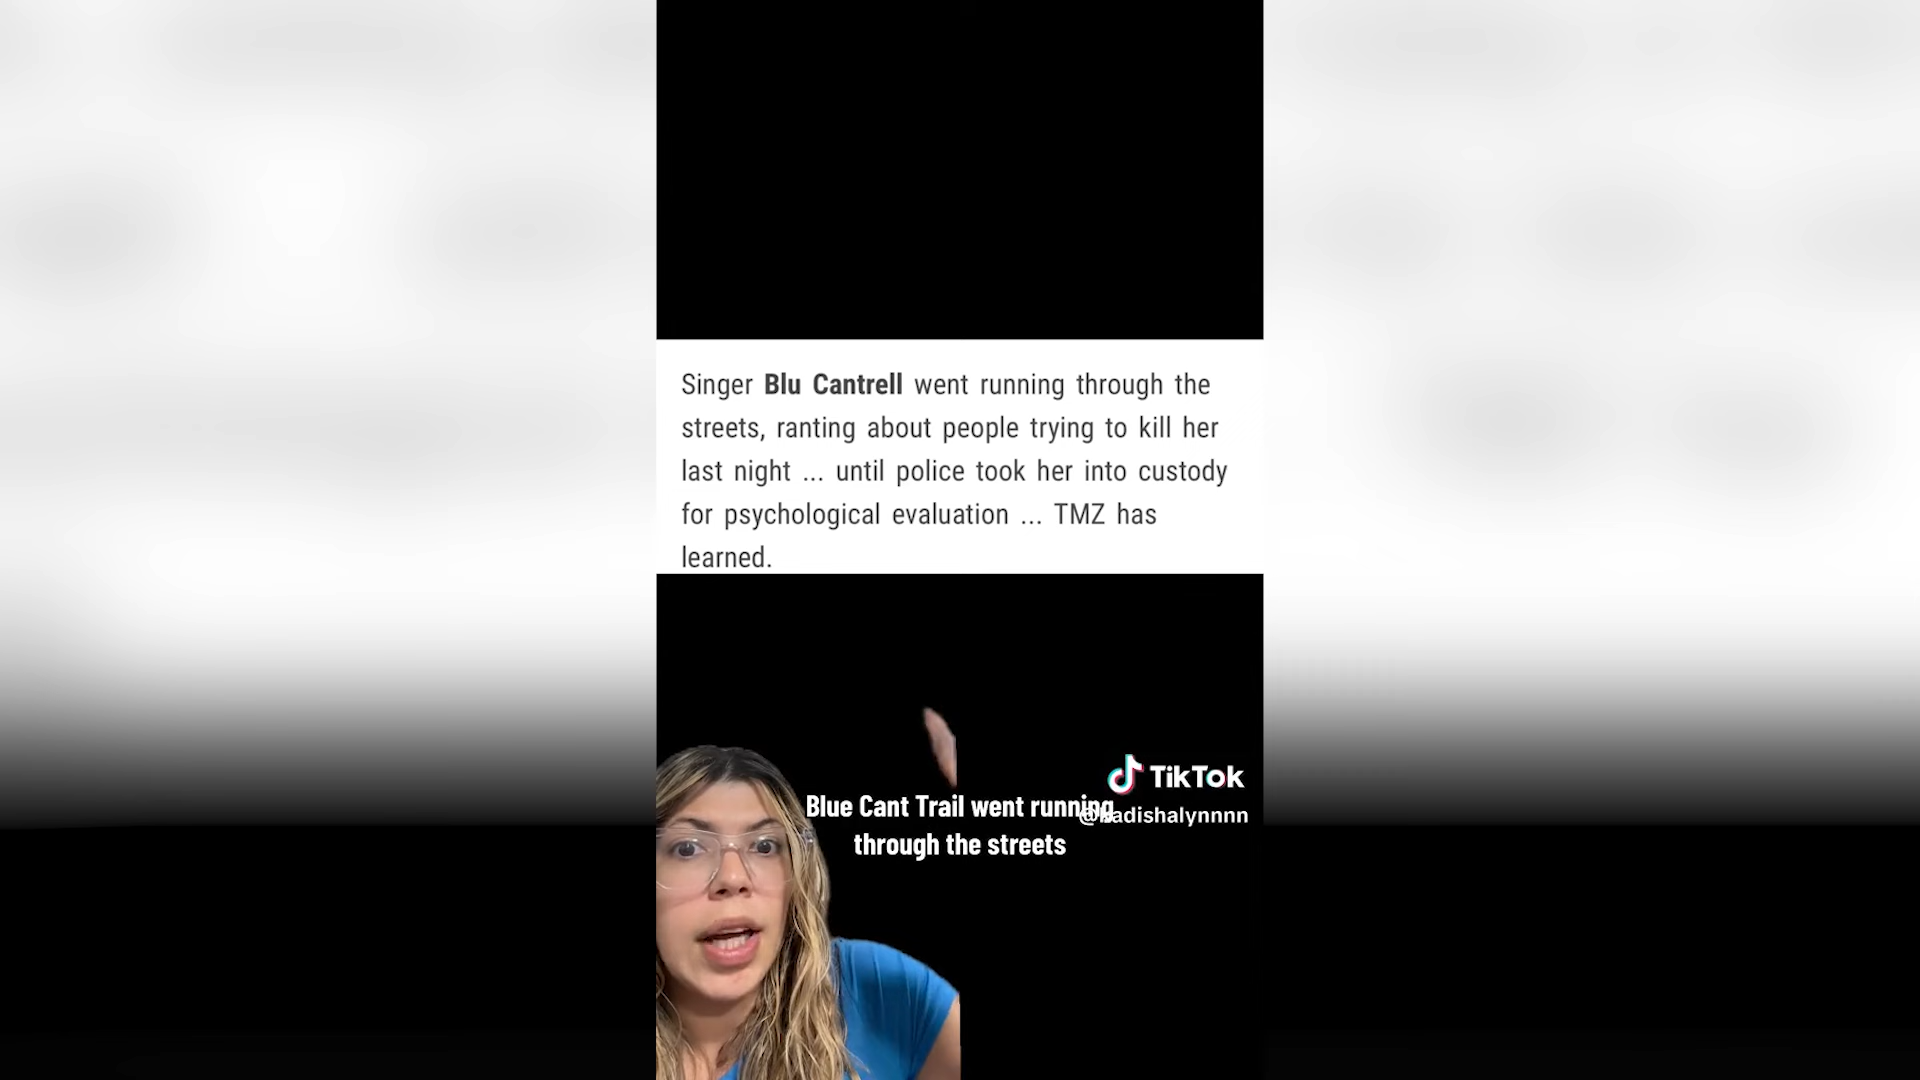 Singer Blu Cantrell went running through the
streets, ranting about people trying to kill her
last night ... until police took her into custody
for psychological evaluation ... TMZ has
learned.
TikTok
Blue Cant Trail went running
through the streets